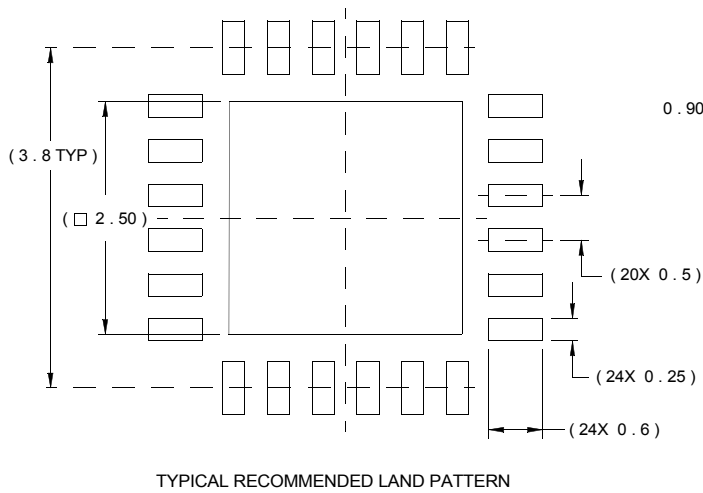 0.90
( 3 . 8 TYP )
( □ 2 . 50 )
( 20X 0 . 5 )
( 24X 0 . 25 )
( 24X 0 . 6 )
TYPICAL RECOMMENDED LAND PATTERN